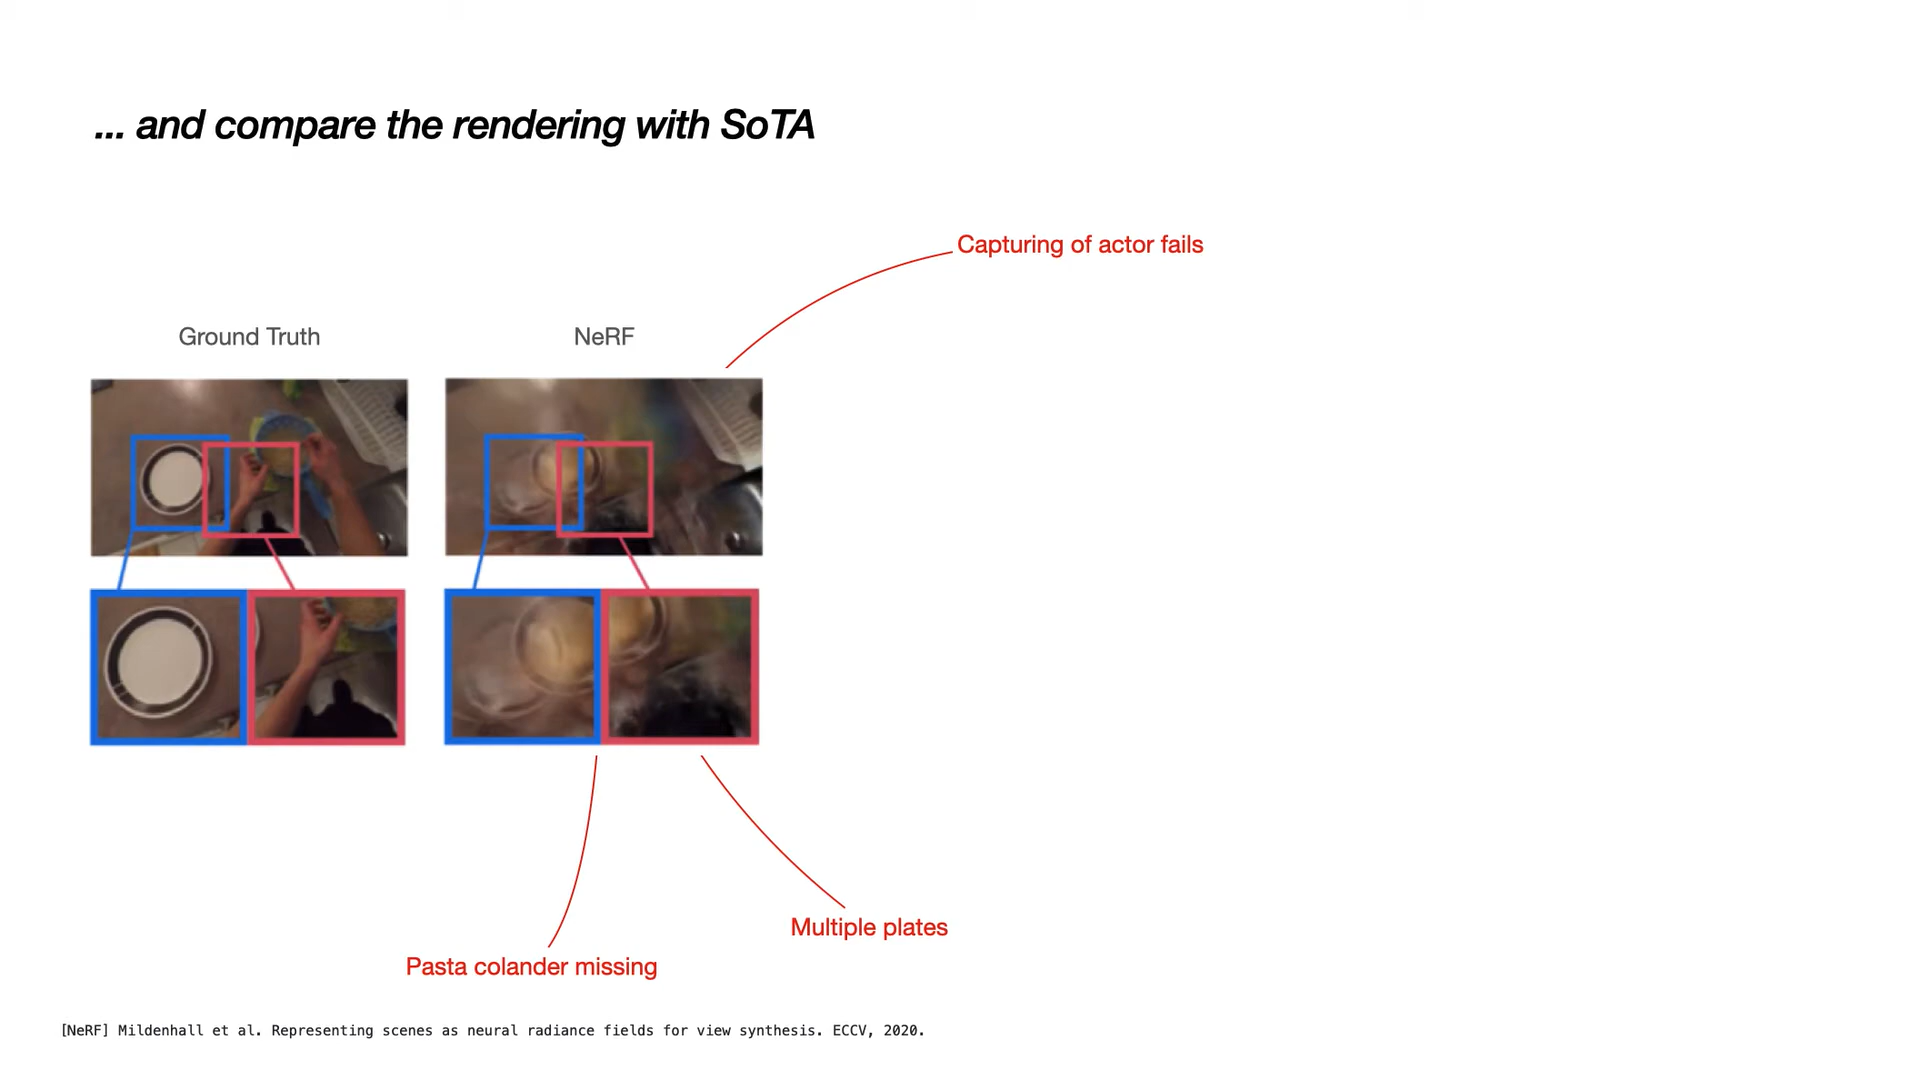 ... and compare the rendering with SoTA
Capturing of actor fails
Ground Truth
NeRF
Multiple plates
Pasta colander missing
[NeRF] Mildenhall et al. Representing scenes as neural radiance fields for view synthesis. ECCV, 2020.